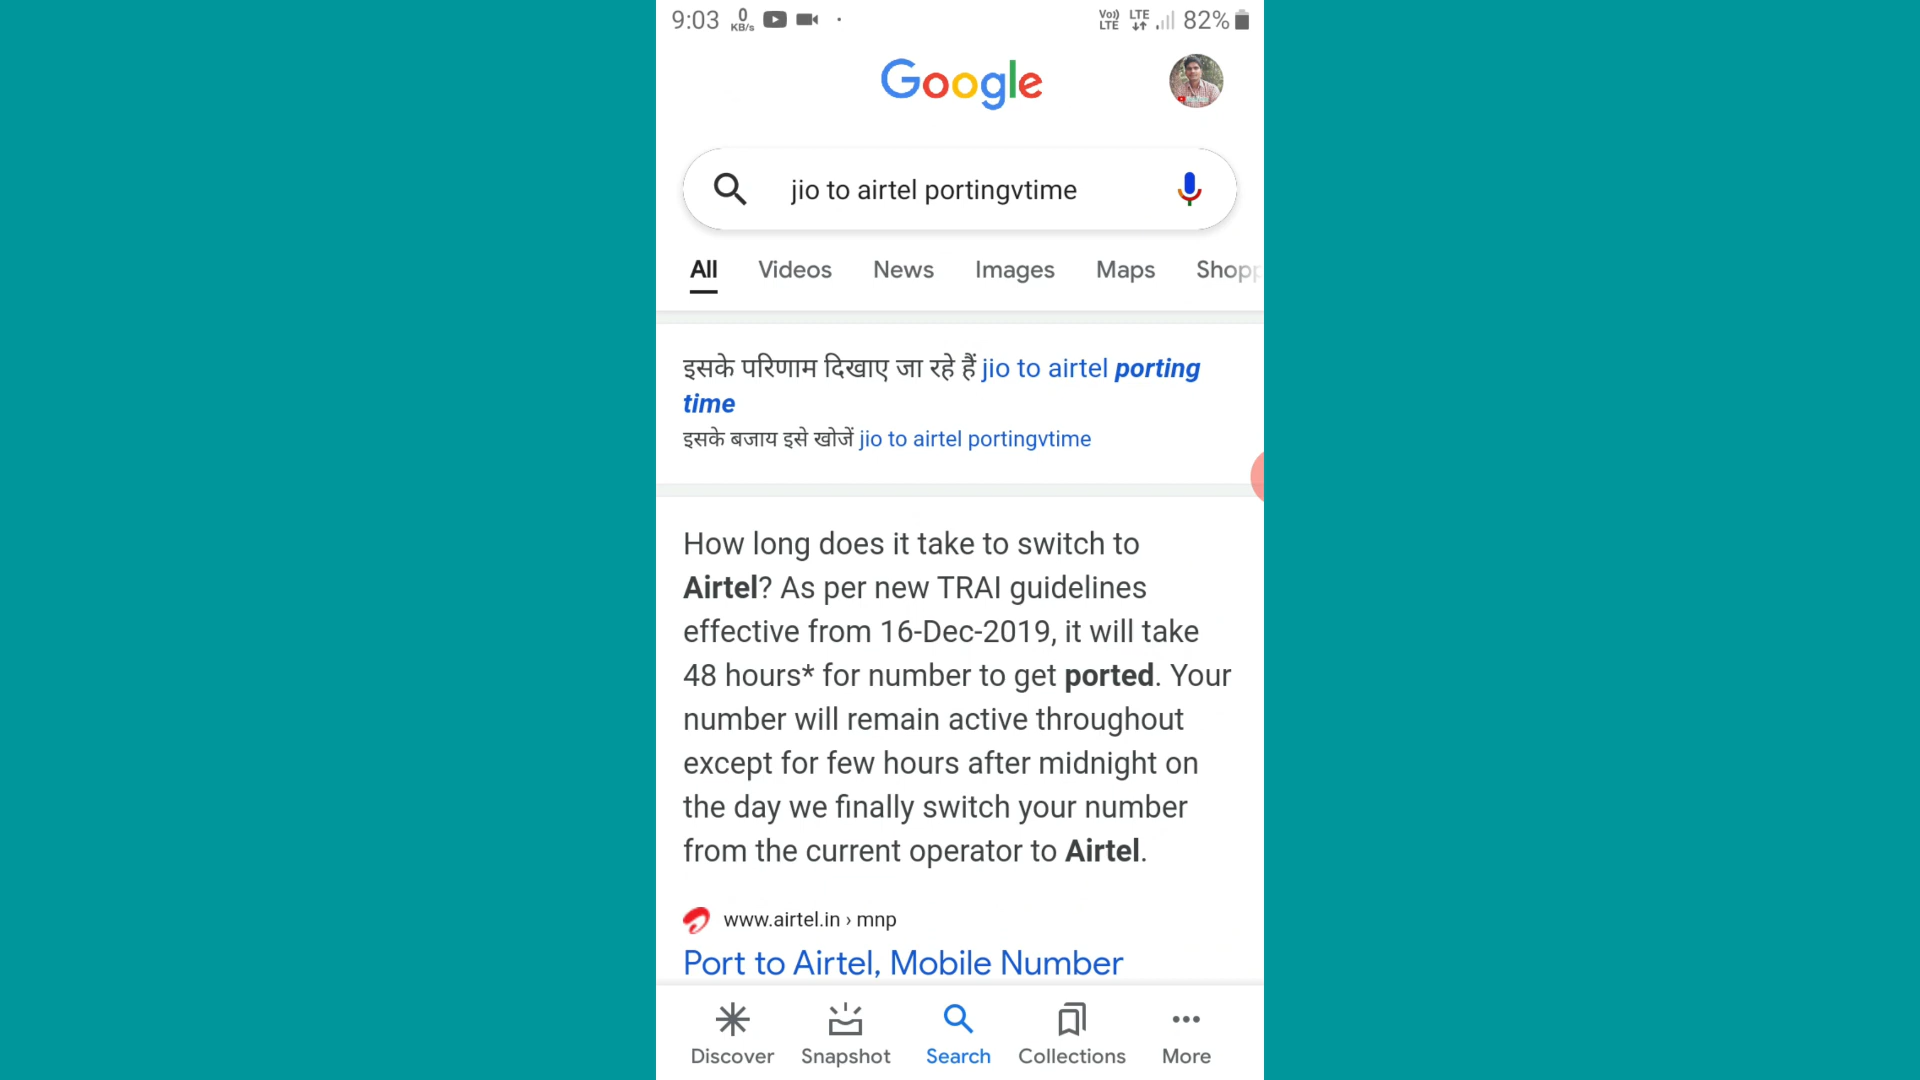 9:03 0 KB/s Vo)) LTE LTE 82%
Google
jio to airtel portingvtime
All Videos News Images Maps Shopp
इसके परिणाम दिखाए जा रहे हैं jio to airtel porting
time
इसके बजाय इसे खोजें jio to airtel portingvtime
How long does it take to switch to
Airtel? As per new TRAI guidelines
effective from 16-Dec-2019, it will take
48 hours* for number to get ported. Your
number will remain active throughout
except for few hours after midnight on
the day we finally switch your number
from the current operator to Airtel.
www.airtel.in › mnp
Port to Airtel, Mobile Number
Discover Snapshot Search Collections More